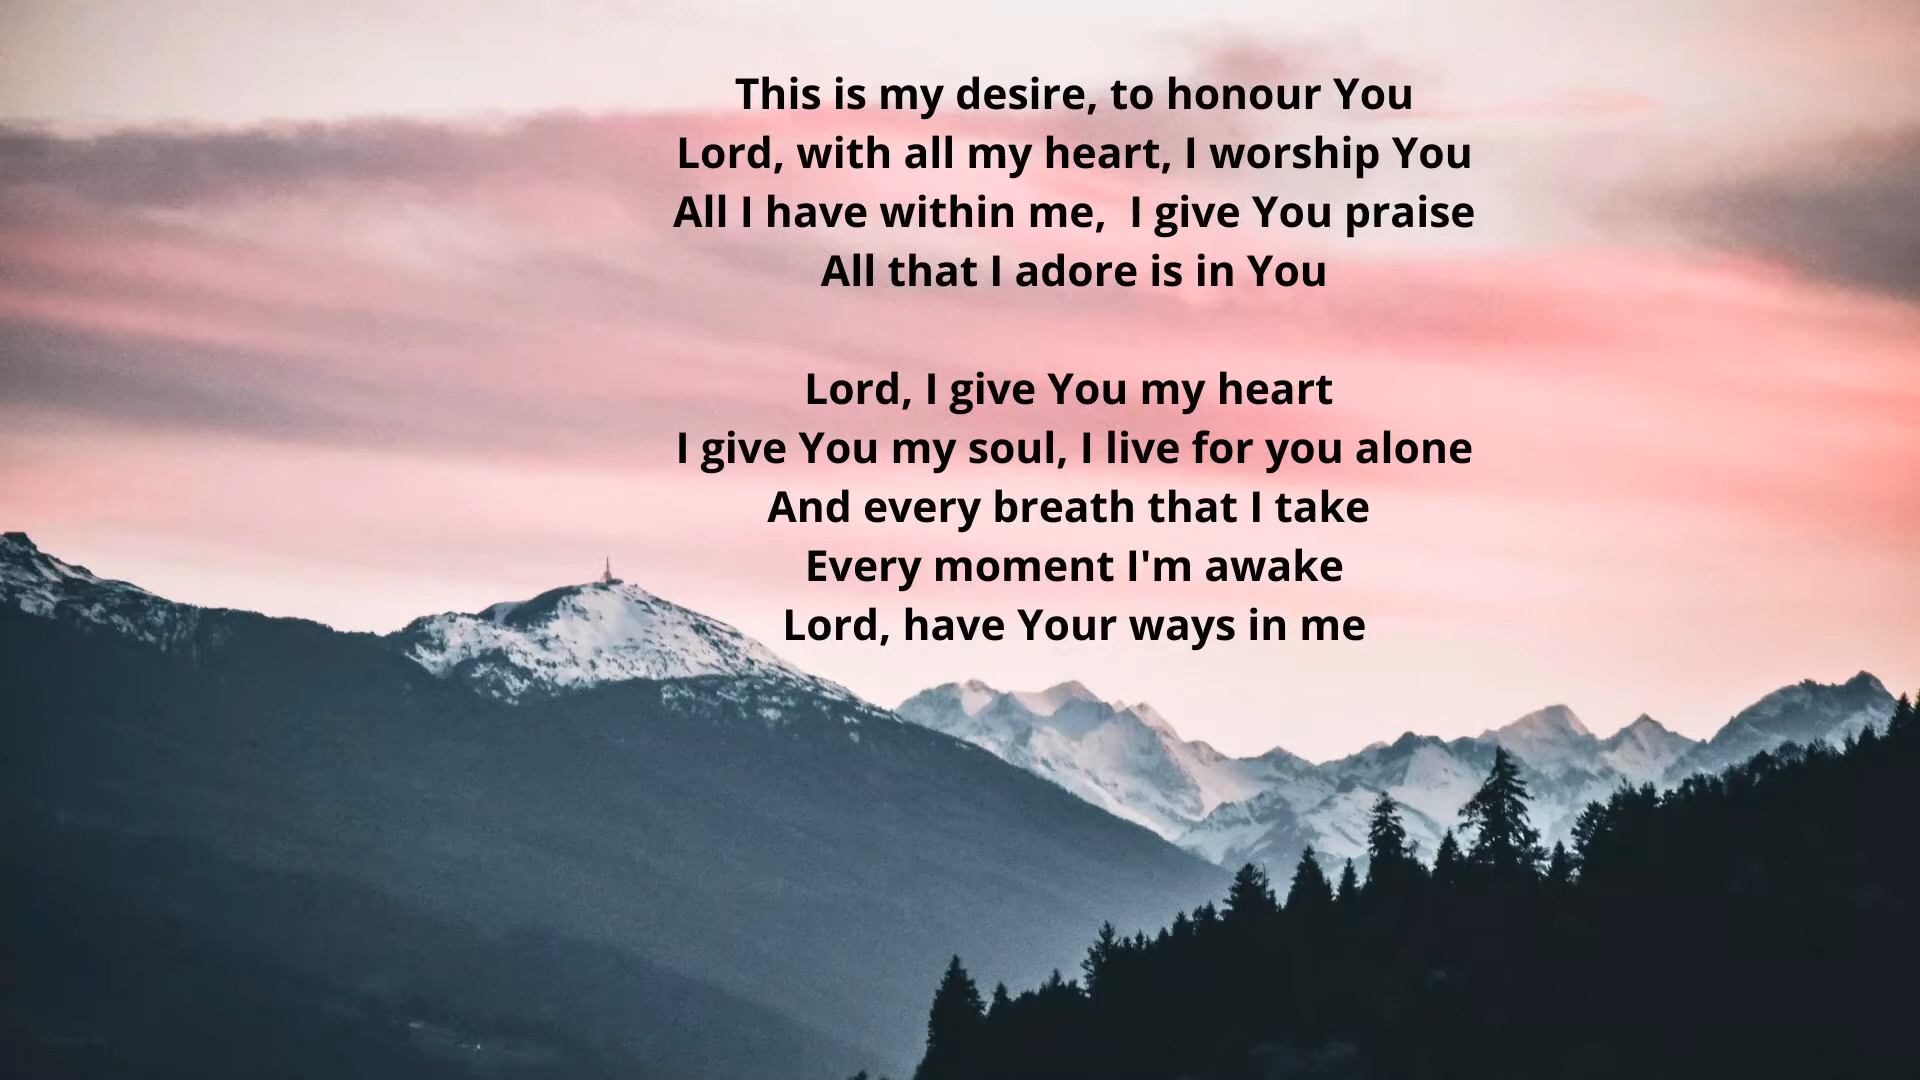 This is my desire, to honour You
Lord, with all my heart, I worship You
All I have within me,  I give You praise
All that I adore is in You
Lord, I give You my heart
I give You my soul, I live for you alone
And every breath that I take
Every moment I'm awake
Lord, have Your ways in me